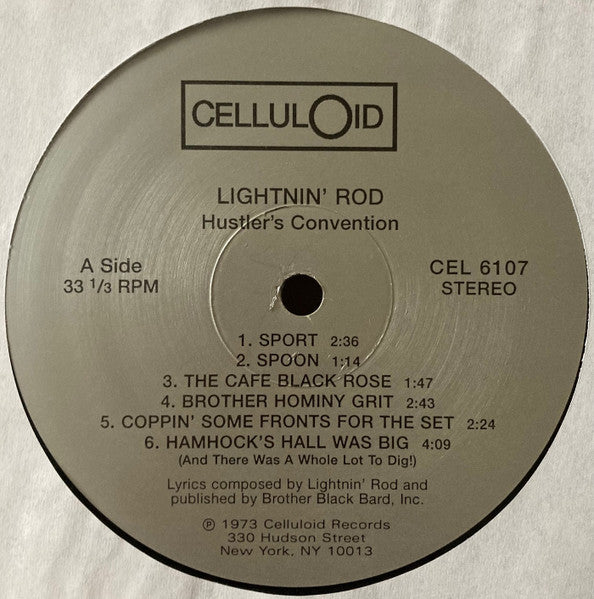 CELLULOID
LIGHTNIN' ROD
Hustler's Convention
A Side
33 1/3 RPM
CEL 6107
STEREO
1. SPORT 2:36
2. SPOON 1:14
3. THE CAFE BLACK ROSE 1:47
4. BROTHER HOMINY GRIT 2:43
5. COPPIN' SOME FRONTS FOR THE SET 2:24
6. HAMHOCK'S HALL WAS BIG 4:09
(And There Was A Whole Lot To Dig!)
Lyrics composed by Lightnin' Rod and
published by Brother Black Bard, Inc.
℗ 1973 Celluloid Records
330 Hudson Street
New York, NY 10013